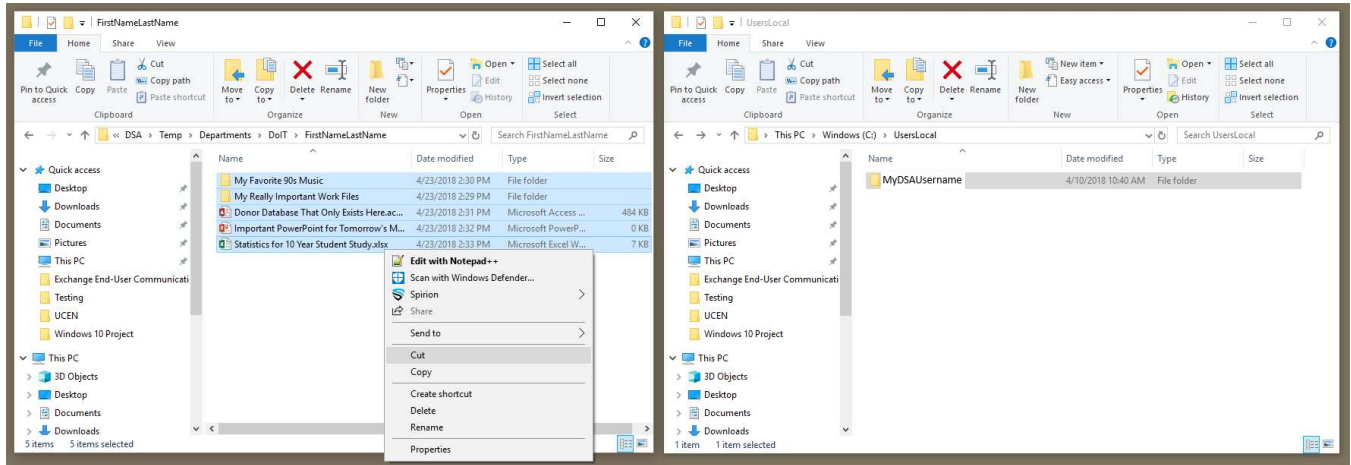 FirstNameLastName
File Home Share View
Pin to Quick access
Copy
Paste
Cut
Copy path
Paste shortcut
Move to
Copy to
Delete
Rename
New folder
Properties
Open
Edit
History
Select all
Select none
Invert selection
Clipboard Organize New Open Select
« DSA > Temp > Departments > DoIT > FirstNameLastName
Search FirstNameLastName
Quick access
Desktop
Downloads
Documents
Pictures
This PC
Exchange End-User Communicati
Testing
UCEN
Windows 10 Project
This PC
3D Objects
Desktop
Documents
Downloads
Name Date modified Type Size
My Favorite 90s Music 4/23/2018 2:30 PM File folder
My Really Important Work Files 4/23/2018 2:29 PM File folder
Donor Database That Only Exists Here.ac... 4/23/2018 2:31 PM Microsoft Access ... 484 KB
Important PowerPoint for Tomorrow's M... 4/23/2018 2:32 PM Microsoft PowerP... 0 KB
Statistics for 10 Year Student Study.xlsx 4/23/2018 2:33 PM Microsoft Excel W... 7 KB
Edit with Notepad++
Scan with Windows Defender...
Spirion
Share
Send to
Cut
Copy
Create shortcut
Delete
Rename
Properties
5 items 5 items selected
UsersLocal
File Home Share View
Pin to Quick access
Copy
Paste
Cut
Copy path
Paste shortcut
Move to
Copy to
Delete
Rename
New folder
New item
Easy access
Properties
Open
Edit
History
Select all
Select none
Invert selection
Clipboard Organize New Open Select
> This PC > Windows (C:) > UsersLocal
Search UsersLocal
Quick access
Desktop
Downloads
Documents
Pictures
This PC
Exchange End-User Communicati
Testing
UCEN
Windows 10 Project
This PC
3D Objects
Desktop
Documents
Downloads
Name Date modified Type Size
MyDSAUsername 4/10/2018 10:40 AM File folder
1 item 1 item selected